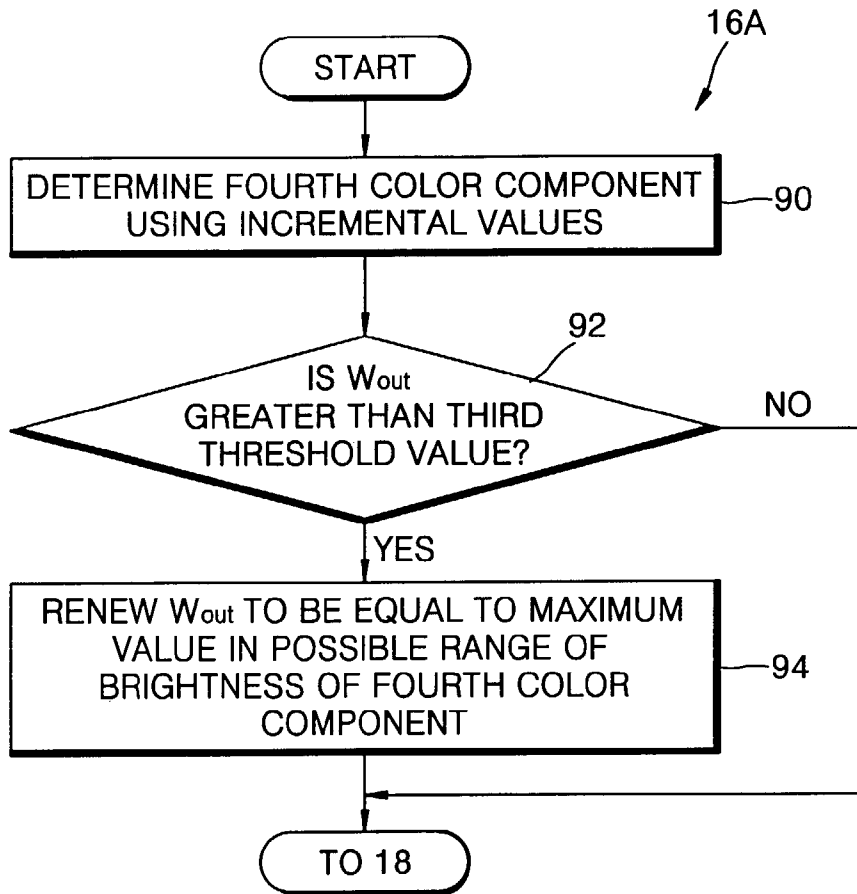 16A
START
DETERMINE FOURTH COLOR COMPONENT
USING INCREMENTAL VALUES
90
92
IS Wout
GREATER THAN THIRD
THRESHOLD VALUE?
NO
YES
RENEW Wout TO BE EQUAL TO MAXIMUM
VALUE IN POSSIBLE RANGE OF
BRIGHTNESS OF FOURTH COLOR
COMPONENT
94
TO 18